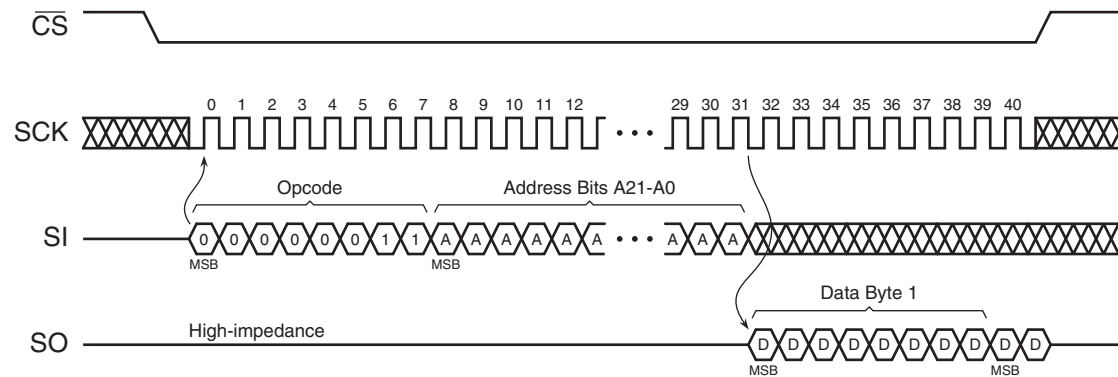 CS
0 1 2 3 4 5 6 7 8 9 10 11 12 29 30 31 32 33 34 35 36 37 38 39 40
SCK
Opcode Address Bits A21-A0
SI 0 0 0 0 0 0 1 1 A A A A A A A A A
MSB MSB
Data Byte 1
High-impedance
SO D D D D D D D D D D
MSB MSB